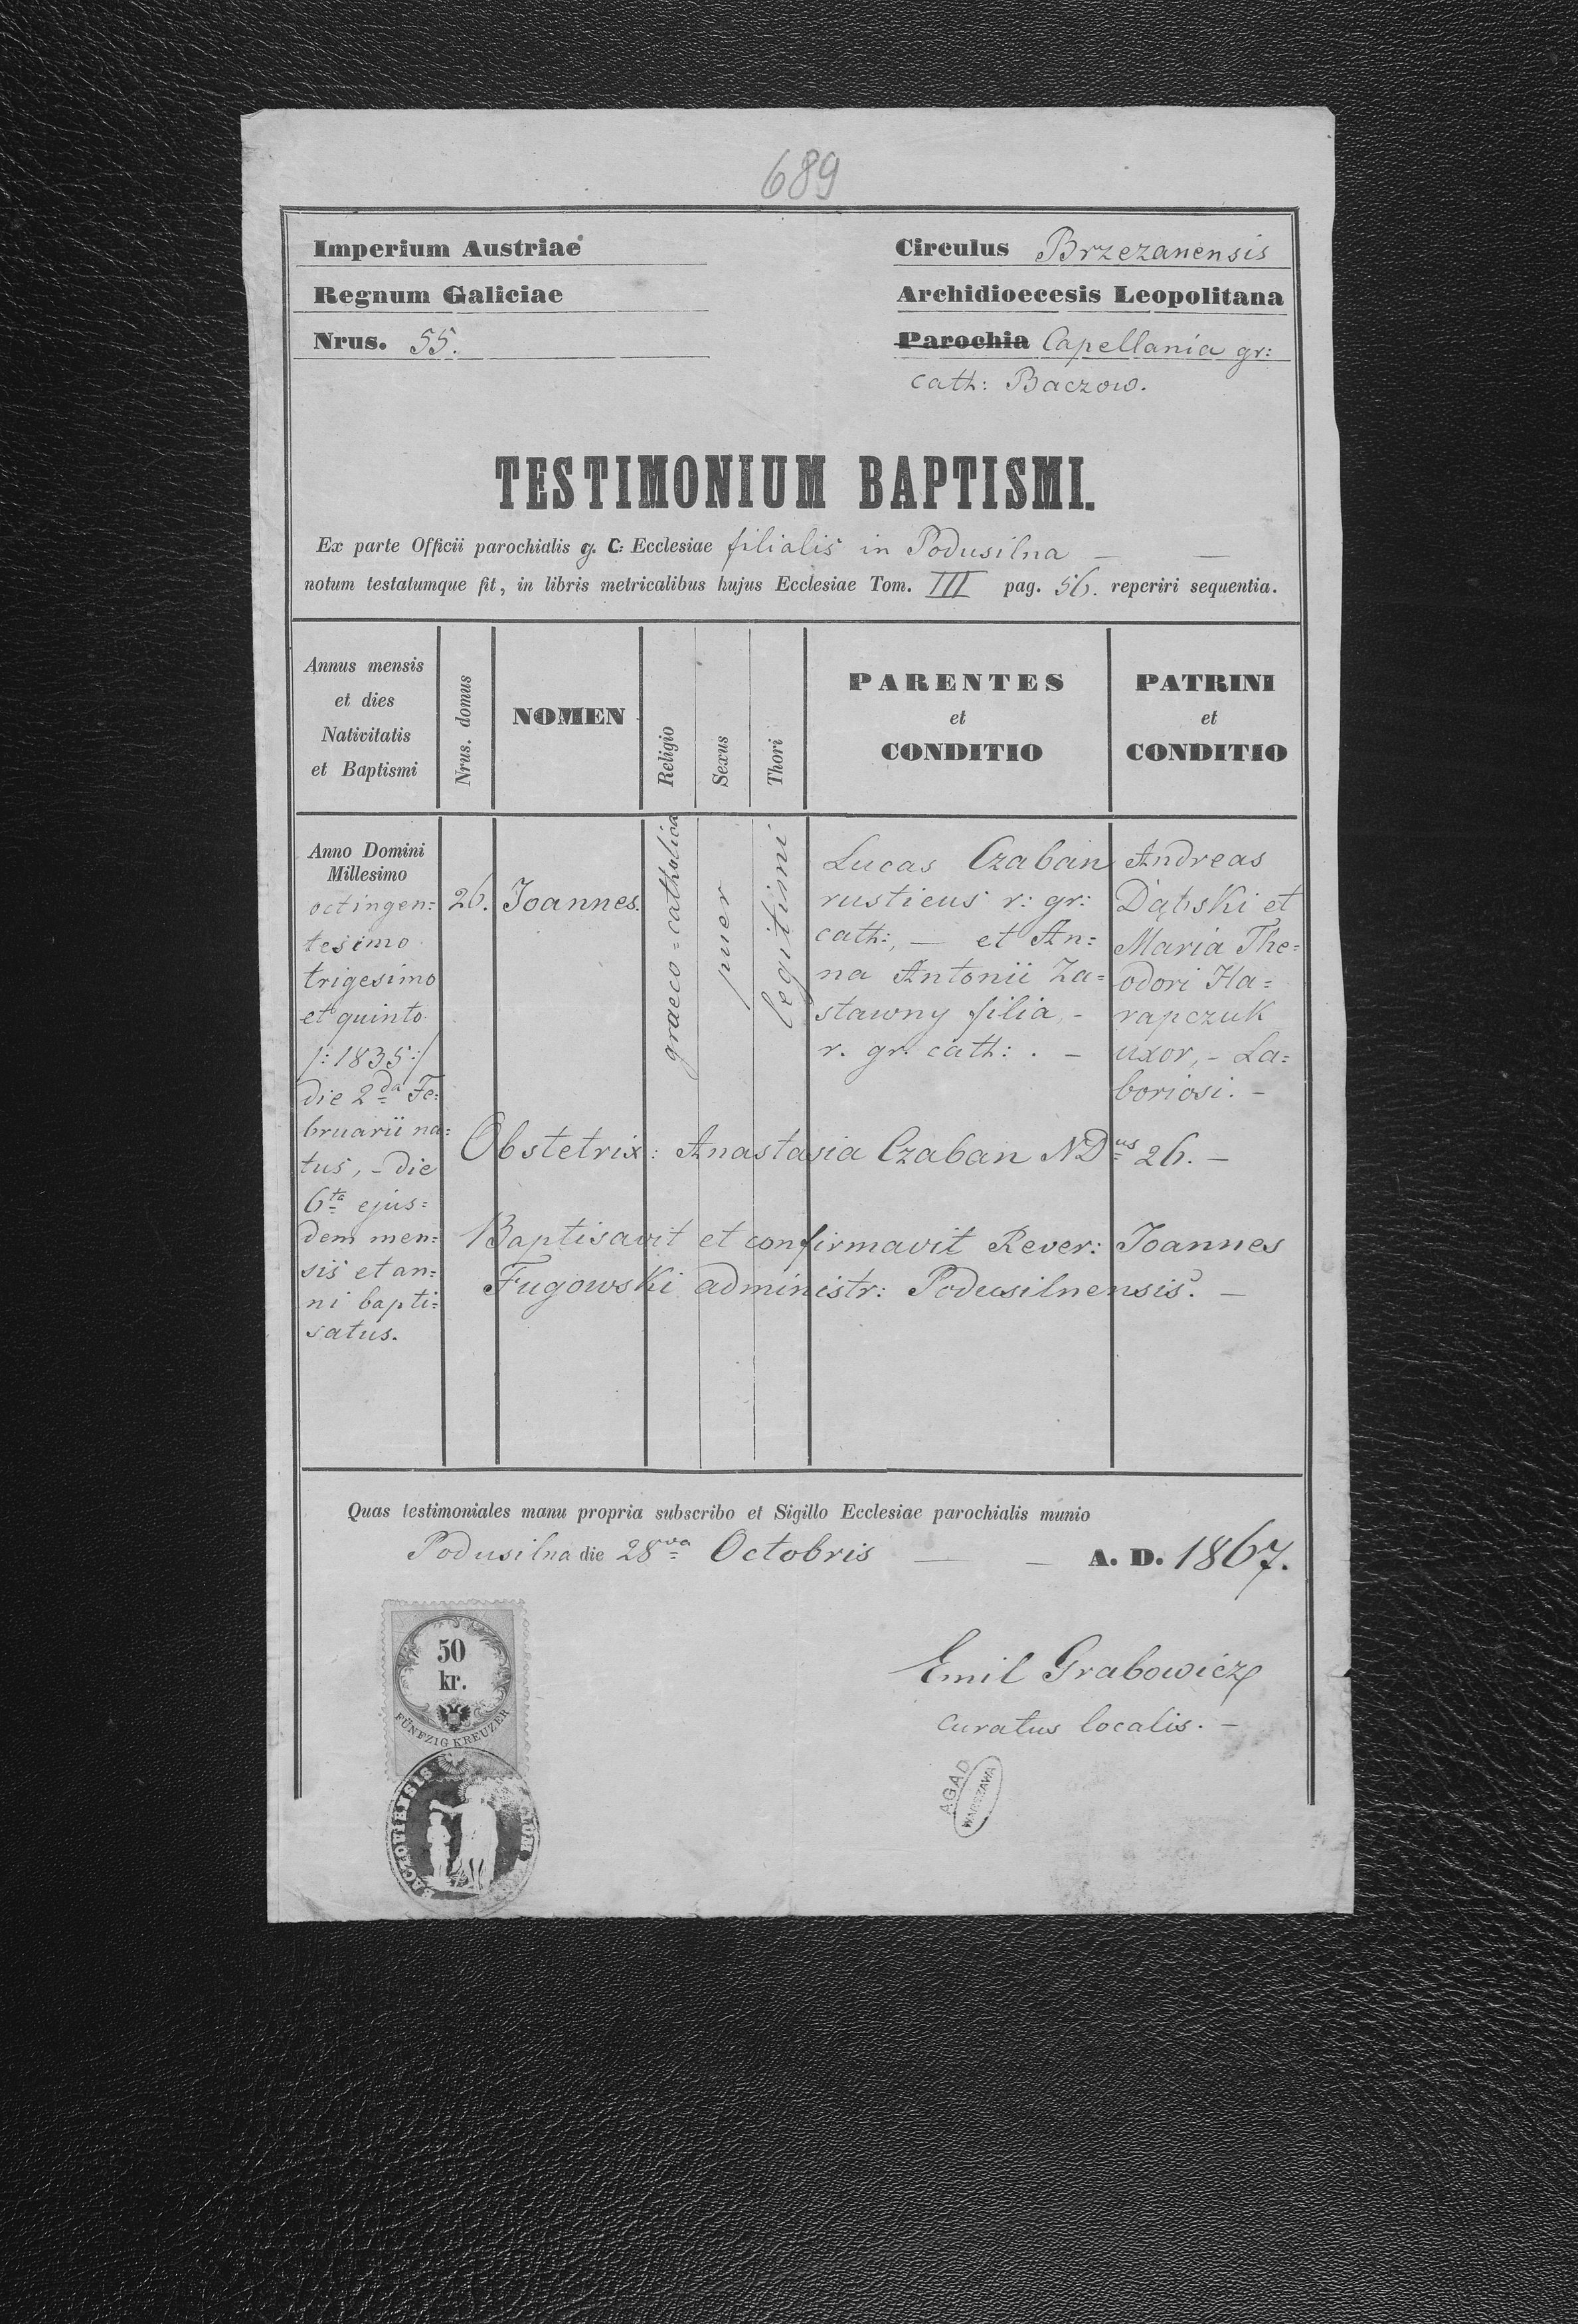 689
Imperium Austriae
Circulus Brzezanensis
Regnum Galiciae
Archidioecesis Leopolitana
Nrus. 55.
Parochia Capellania gr:
cath: Baczow.
TESTIMONIUM BAPTISMI.
Ex parte Officii parochialis g. C: Ecclesiae filialis in Podusilna — —
notum testatumque fit, in libris metricalibus hujus Ecclesiae Tom. III pag. 56. reperiri sequentia.
Annus mensis
et dies
Nativitatis
et Baptismi
Nrus. domus
NOMEN
Religio
Sexus
Thori
PARENTES
et
CONDITIO
PATRINI
et
CONDITIO
Anno Domini
Millesimo
octingen:
tesimo
trigesimo
et quinto
/: 1835 :/
die 2da Fe:
bruarii na:
tus, - die
6ta ejus=
dem men:
sis et an:
ni bapti:
satus.
26.
Joannes.
graeco=catholica
puer
legitimi
Lucas Czaban
rusticus r: gr:
cath:, — et An:
na Antonii Za=
stawny filia, -
r. gr. cath: . —
Andreas
Dąbski et
Maria The=
odori Ha=
rapczuk
uxor, - La=
boriosi. —
Obstetrix: Anastasia Czaban NDus 26. —
Baptisavit et confirmavit Rever: Joannes
Fugowski administr: Podusilnensis. —
Quas testimoniales manu propria subscribo et Sigillo Ecclesiae parochialis munio
Podusilna die 28va Octobris — — A. D. 1867.
50
kr.
FÜNFZIG KREUZER
Emil Grabowicz
curatus localis. —
AGAD
WARSZAWA